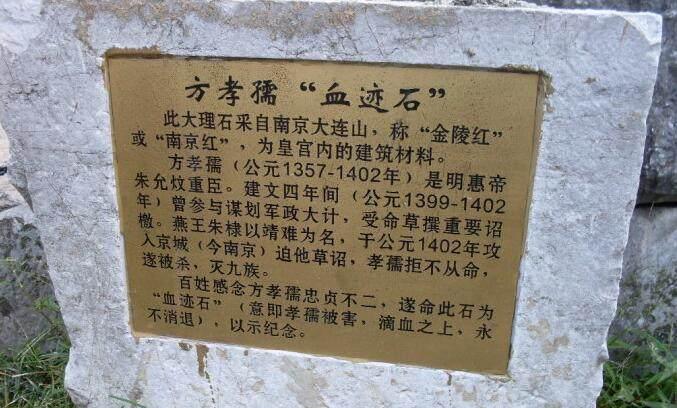 方孝孺“血迹石”
此大理石采自南京大连山，称“金陵红”
或“南京红”，为皇宫内的建筑材料。
方孝孺（公元1357-1402年）是明惠帝
朱允炆重臣。建文四年间（公元1399-1402
年）曾参与谋划军政大计，受命草撰重要诏
檄。燕王朱棣以靖难为名，于公元1402年攻
入京城（今南京）迫他草诏，孝孺拒不从命，
遂被杀，灭九族。
百姓感念方孝孺忠贞不二，遂命此石为
“血迹石”（意即孝孺被害，滴血之上，永
不消退），以示纪念。